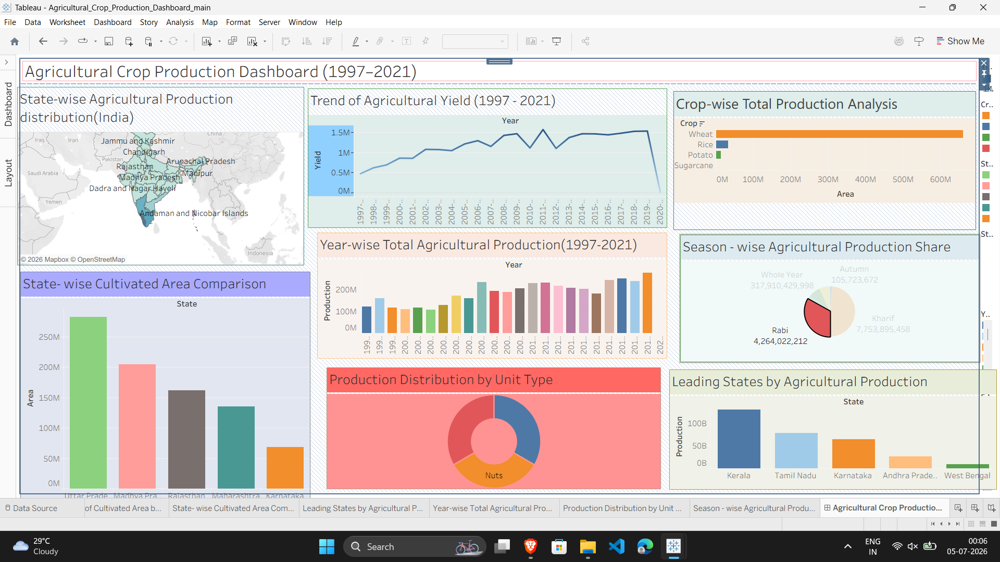 Tableau - Agricultural_Crop_Production_Dashboard_main
File Data Worksheet Dashboard Story Analysis Map Format Server Window Help
Show Me
Dashboard
Layout
Agricultural Crop Production Dashboard (1997–2021)
State-wise Agricultural Production
distribution(India)
Iraq
Iran
China
Jammu and Kashmir
Chandigarh
Pakistan
Arunachal Pradesh
Rajasthan
Saudi Arabia
Manipur
Madhya Pradesh
Dadra and Nagar Haveli
Yemen
Andaman and Nicobar Islands
Indonesia
© 2026 Mapbox © OpenStreetMap
Trend of Agricultural Yield (1997 - 2021)
Year
Yield
1.5M
1M
0.5M
0M
1997-..
1998-..
1999-..
2000-..
2001-..
2002-..
2003-..
2004-..
2005-..
2006-..
2007-..
2008-..
2009-..
2010-..
2011-..
2012-..
2013-..
2014-..
2015-..
2016-..
2017-..
2018-..
2019-..
2020-..
Crop-wise Total Production Analysis
Crop
Wheat
Rice
Potato
Sugarcane
0M 100M 200M 300M 400M 500M 600M
Area
Cr..
St..
St..
Y..
Year-wise Total Agricultural Production(1997-2021)
Year
Production
200M
100M
0M
199..
199..
199..
200..
200..
200..
200..
200..
200..
200..
200..
200..
200..
201..
201..
201..
201..
201..
201..
201..
201..
201..
201..
202..
Season - wise Agricultural Production Share
Autumn
105,723,672
Whole Year
317,910,429,998
Kharif
7,753,895,458
Rabi
4,264,022,212
State- wise Cultivated Area Comparison
State
Area
250M
200M
150M
100M
50M
0M
Uttar Prade.. Madhya Pra.. Rajasthan Maharashtra Karnataka
Production Distribution by Unit Type
Nuts
Leading States by Agricultural Production
State
Production
100B
50B
0B
Kerala Tamil Nadu Karnataka Andhra Prade.. West Bengal
Data Source
of Cultivated Area b...
State- wise Cultivated Area Com...
Leading States by Agricultural P...
Year-wise Total Agricultural Pro...
Production Distribution by Unit ...
Season - wise Agricultural Produ...
Agricultural Crop Productio...
29°C
Cloudy
Search
ENG
IN
00:06
05-07-2026